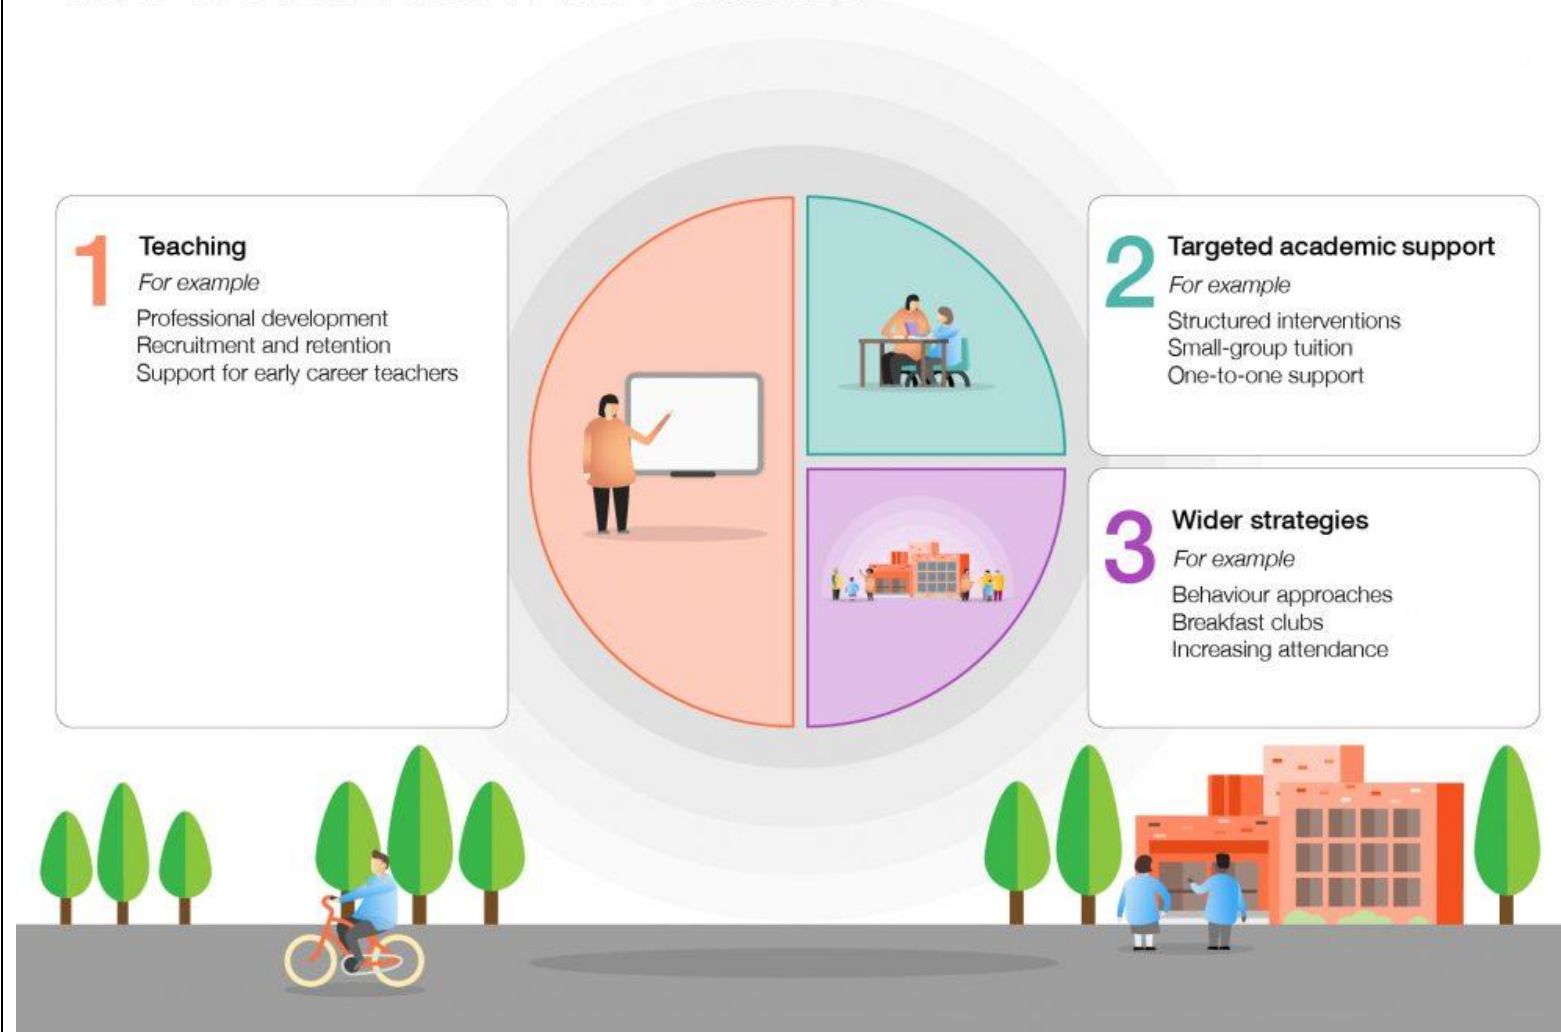 1
Teaching
For example
Professional development
Recruitment and retention
Support for early career teachers
2
Targeted academic support
For example
Structured interventions
Small-group tuition
One-to-one support
3
Wider strategies
For example
Behaviour approaches
Breakfast clubs
Increasing attendance